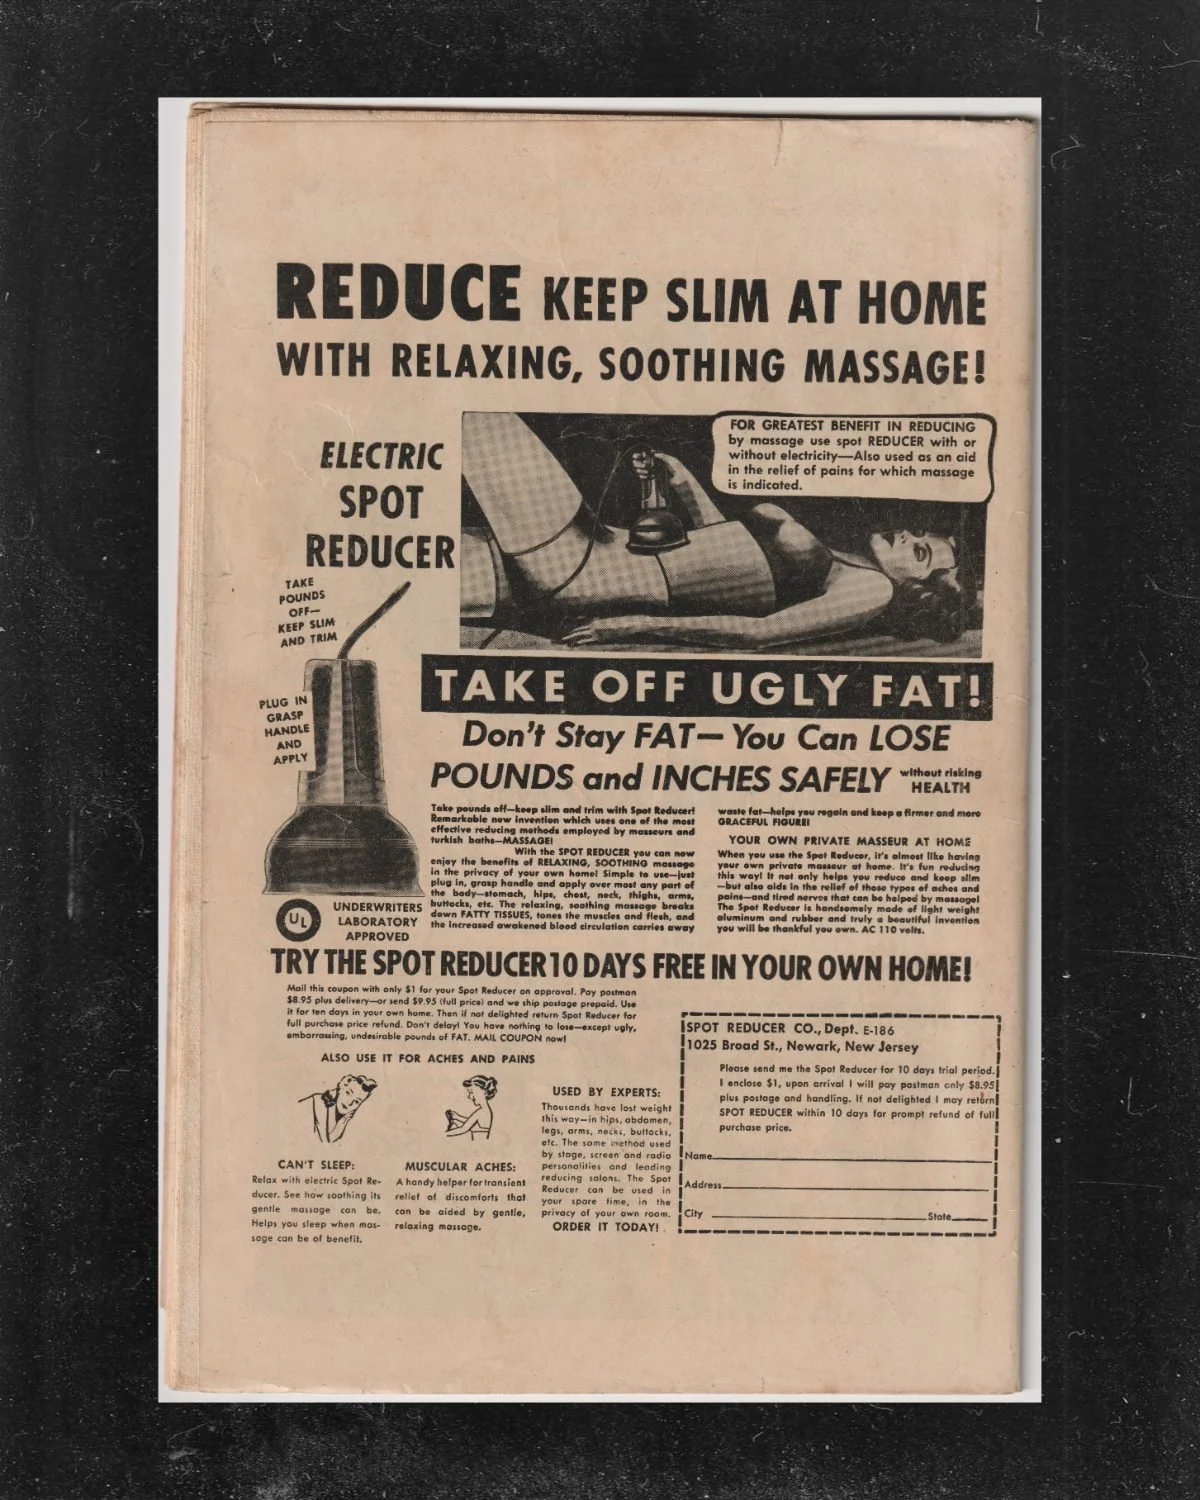 REDUCE KEEP SLIM AT HOME
WITH RELAXING, SOOTHING MASSAGE!
ELECTRIC
SPOT
REDUCER
FOR GREATEST BENEFIT IN REDUCING
by massage use spot REDUCER with or
without electricity—Also used as an aid
in the relief of pains for which massage
is indicated.
TAKE
POUNDS
OFF—
KEEP SLIM
AND TRIM
PLUG IN
GRASP
HANDLE
AND
APPLY
UL
UNDERWRITERS
LABORATORY
APPROVED
TAKE OFF UGLY FAT!
Don't Stay FAT— You Can LOSE
POUNDS and INCHES SAFELY without risking
HEALTH
Take pounds off—keep slim and trim with Spot Reducer!
Remarkable new invention which uses one of the most
effective reducing methods employed by masseurs and
turkish baths—MASSAGE!
With the SPOT REDUCER you can now
enjoy the benefits of RELAXING, SOOTHING massage
in the privacy of your own home! Simple to use—just
plug in, grasp handle and apply over most any part of
the body—stomach, hips, chest, neck, thighs, arms,
buttocks, etc. The relaxing, soothing massage breaks
down FATTY TISSUES, tones the muscles and flesh, and
the increased awakened blood circulation carries away
waste fat—helps you regain and keep a firmer and more
GRACEFUL FIGURE!
YOUR OWN PRIVATE MASSEUR AT HOME
When you use the Spot Reducer, it's almost like having
your own private masseur at home. It's fun reducing
this way! It not only helps you reduce and keep slim
—but also aids in the relief of those types of aches and
pains—and tired nerves that can be helped by massage!
The Spot Reducer is handsomely made of light weight
aluminum and rubber and truly a beautiful invention
you will be thankful you own. AC 110 volts.
TRY THE SPOT REDUCER 10 DAYS FREE IN YOUR OWN HOME!
Mail this coupon with only $1 for your Spot Reducer on approval. Pay postman
$8.95 plus delivery—or send $9.95 (full price) and we ship postage prepaid. Use
it for ten days in your own home. Then if not delighted return Spot Reducer for
full purchase price refund. Don't delay! You have nothing to lose—except ugly,
embarrassing, undesirable pounds of FAT. MAIL COUPON now!
ALSO USE IT FOR ACHES AND PAINS
CAN'T SLEEP:
Relax with electric Spot Re-
ducer. See how soothing its
gentle massage can be.
Helps you sleep when mas-
sage can be of benefit.
MUSCULAR ACHES:
A handy helper for transient
relief of discomforts that
can be aided by gentle,
relaxing massage.
USED BY EXPERTS:
Thousands have lost weight
this way—in hips, abdomen,
legs, arms, necks, buttocks,
etc. The same method used
by stage, screen and radio
personalities and leading
reducing salons. The Spot
Reducer can be used in
your spare time, in the
privacy of your own room.
ORDER IT TODAY!
SPOT REDUCER CO., Dept. E-186
1025 Broad St., Newark, New Jersey
Please send me the Spot Reducer for 10 days trial period.
I enclose $1, upon arrival I will pay postman only $8.95
plus postage and handling. If not delighted I may return
SPOT REDUCER within 10 days for prompt refund of full
purchase price.
Name
Address
City State